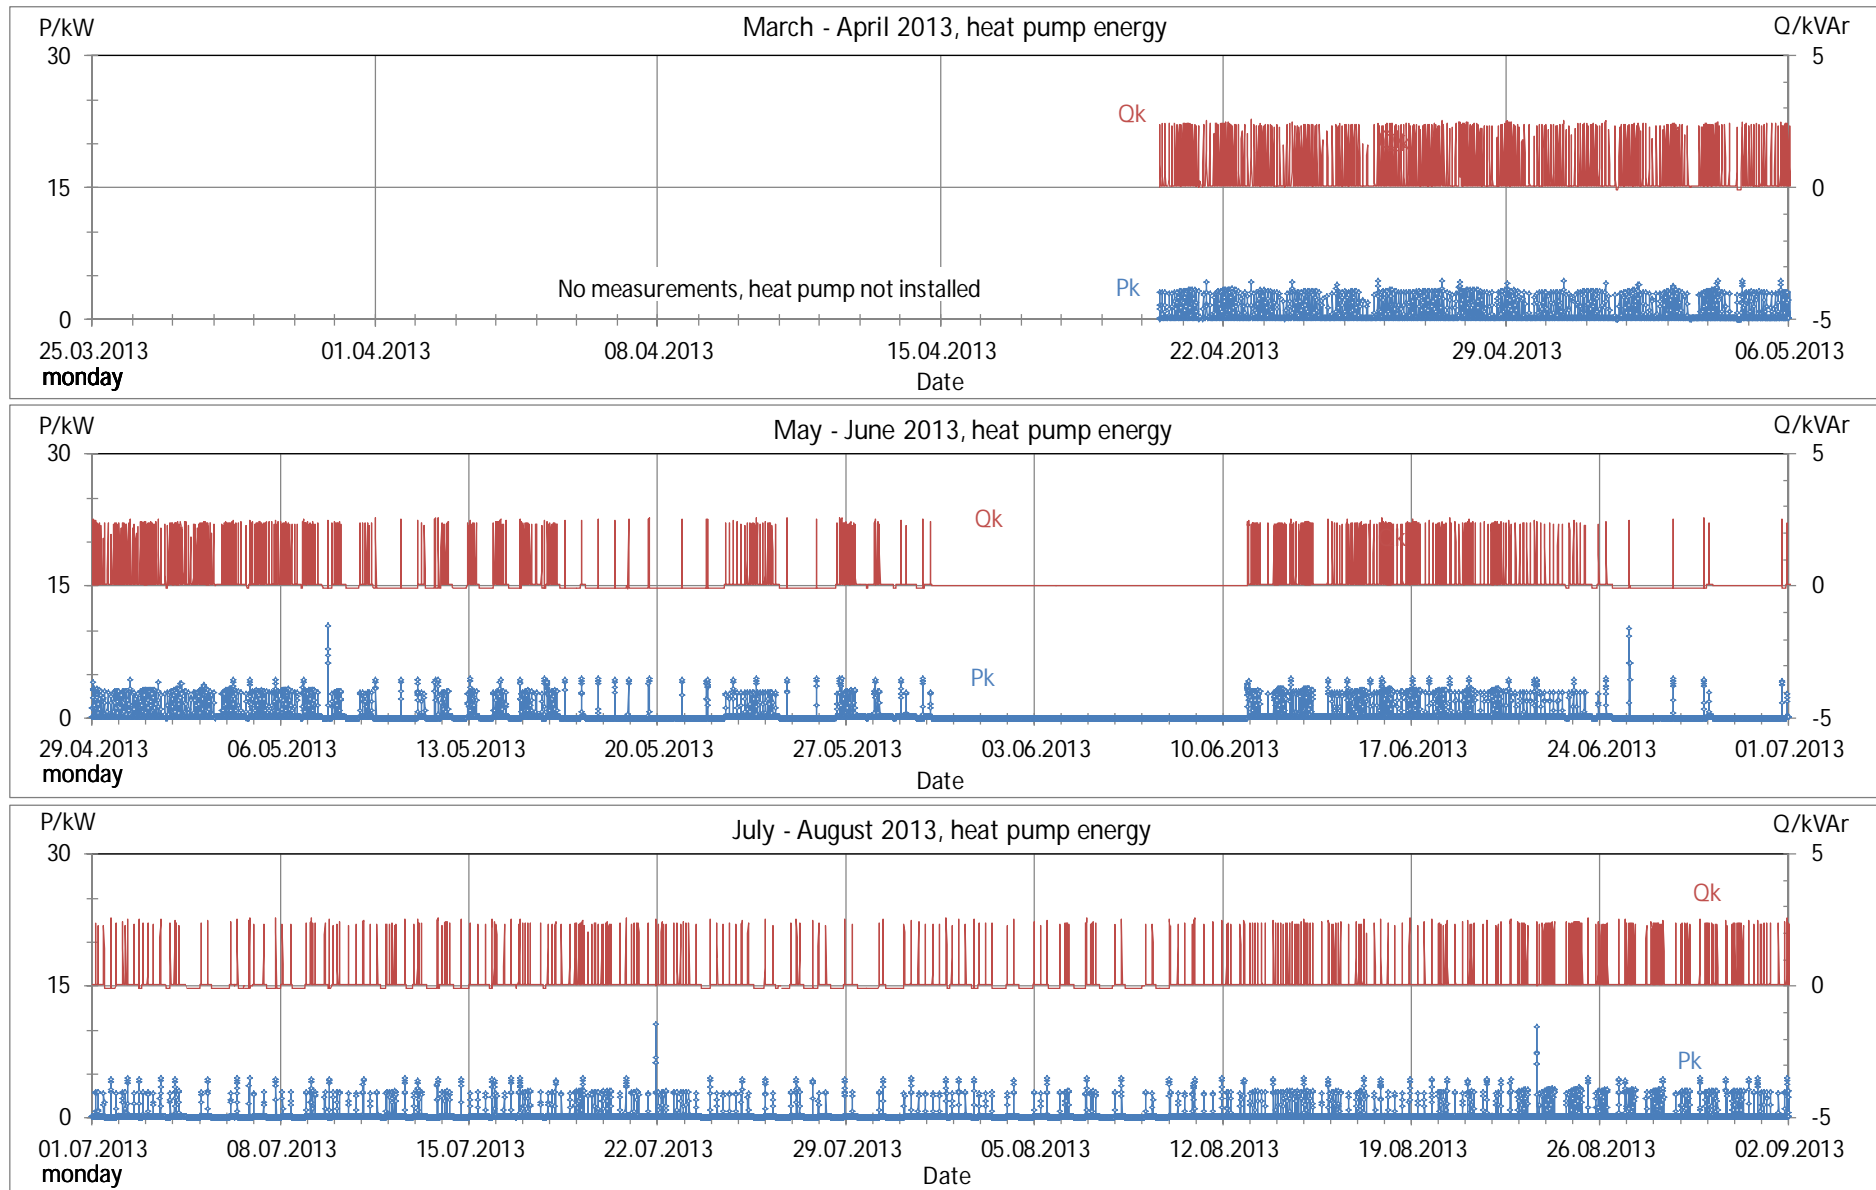 March - April 2013, heat pump energy
P/kW
Q/kVAr
30
5
Qk
15
0
No measurements, heat pump not installed
Pk
0
-5
25.03.2013 01.04.2013 08.04.2013 15.04.2013 22.04.2013 29.04.2013 06.05.2013
monday
Date
May - June 2013, heat pump energy
P/kW
Q/kVAr
30
5
Qk
15
0
Pk
0
-5
29.04.2013 06.05.2013 13.05.2013 20.05.2013 27.05.2013 03.06.2013 10.06.2013 17.06.2013 24.06.2013 01.07.2013
monday
Date
July - August 2013, heat pump energy
P/kW
Q/kVAr
30
5
Qk
15
0
Pk
0
-5
01.07.2013 08.07.2013 15.07.2013 22.07.2013 29.07.2013 05.08.2013 12.08.2013 19.08.2013 26.08.2013 02.09.2013
monday
Date